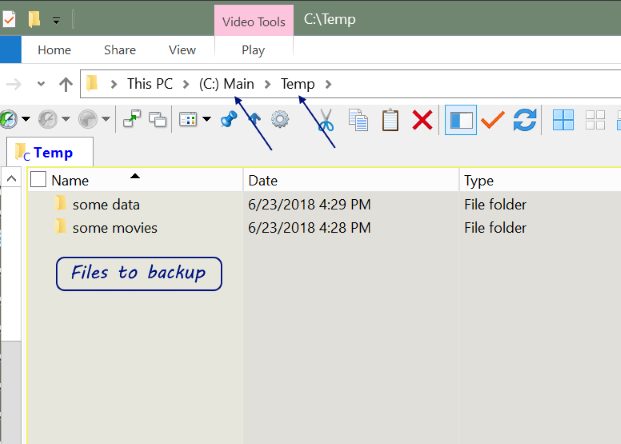 Video Tools
C:\Temp
Home Share View Play
This PC (C:) Main Temp
C Temp
Name Date Type
some data 6/23/2018 4:29 PM File folder
some movies 6/23/2018 4:28 PM File folder
Files to backup